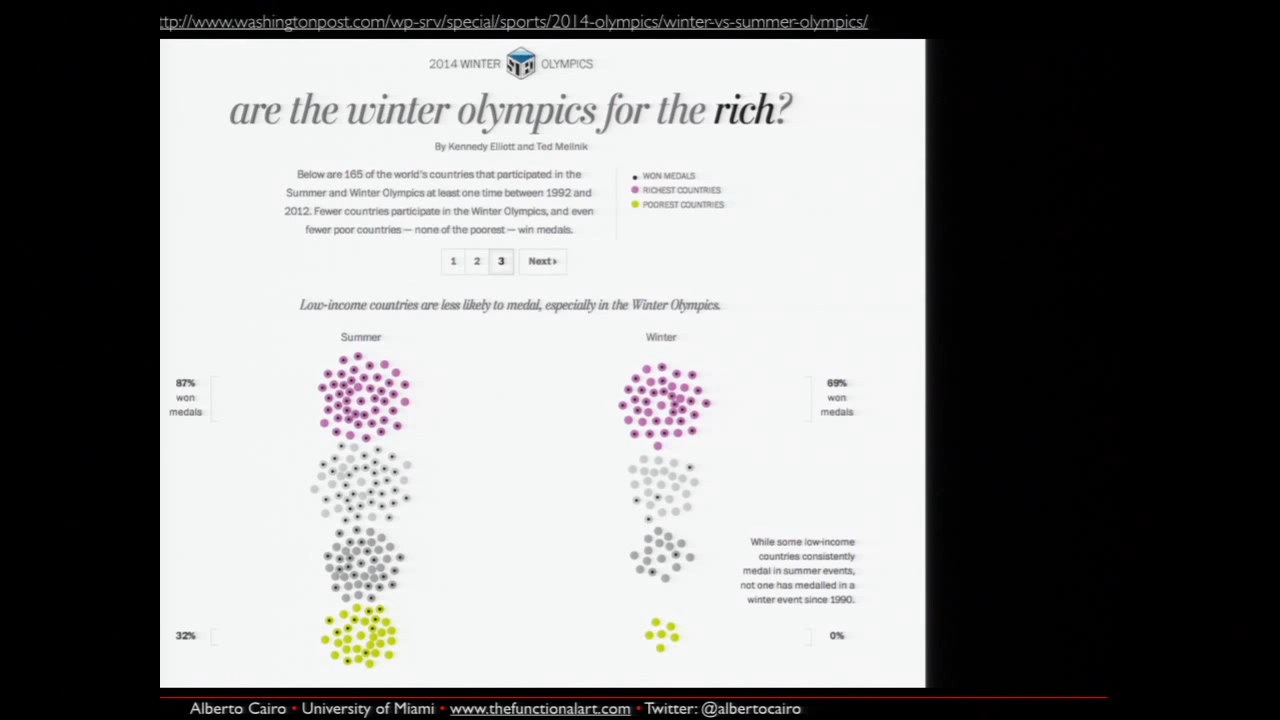 ttp://www.washingtonpost.com/wp-srv/special/sports/2014-olympics/winter-vs-summer-olympics/
2014 WINTER OLYMPICS
are the winter olympics for the rich?
By Kennedy Elliott and Ted Mellnik
Below are 165 of the world's countries that participated in the
Summer and Winter Olympics at least one time between 1992 and
2012. Fewer countries participate in the Winter Olympics, and even
fewer poor countries — none of the poorest — win medals.
WON MEDALS
RICHEST COUNTRIES
POOREST COUNTRIES
1 2 3 Next
Low-income countries are less likely to medal, especially in the Winter Olympics.
Summer
Winter
87%
won
medals
69%
won
medals
While some low-income
countries consistently
medal in summer events,
not one has medalled in a
winter event since 1990.
32%
0%
Alberto Cairo • University of Miami • www.thefunctionalart.com • Twitter: @albertocairo